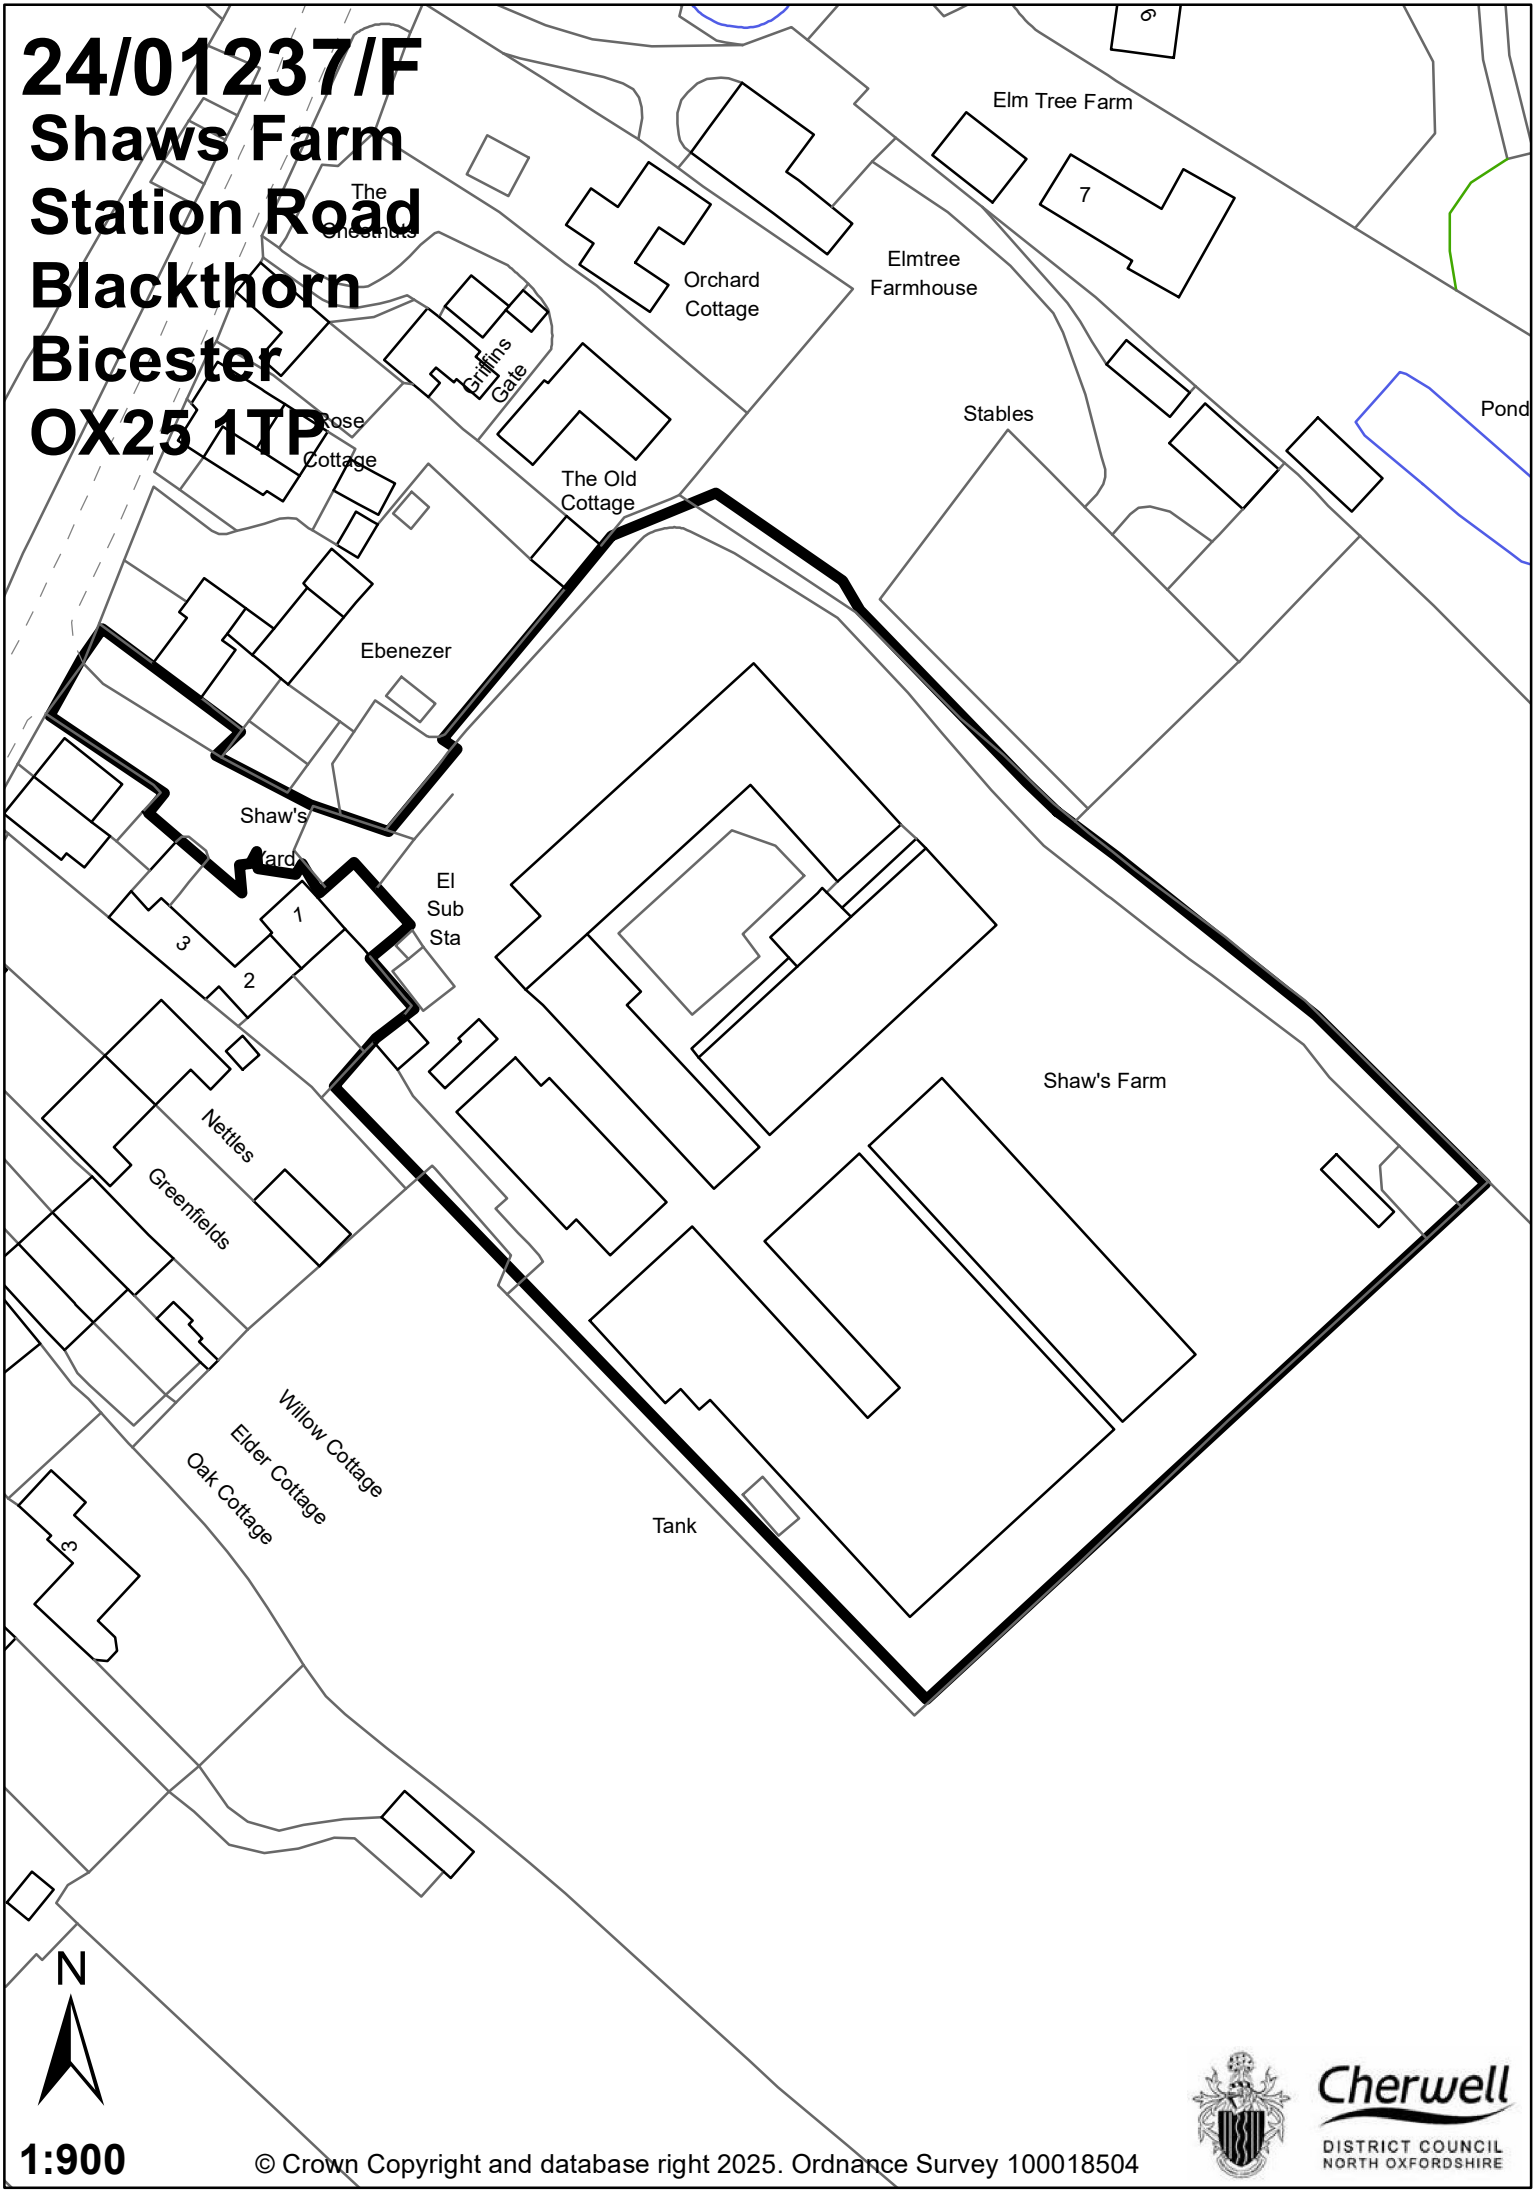 24/01237/F
Shaws Farm
Station Road
Blackthorn
Bicester
OX25 1TP
6
Elm Tree Farm
7
The
Chestnuts
Orchard
Cottage
Elmtree
Farmhouse
Griffins
Gate
Rose
Cottage
Stables
Pond
The Old
Cottage
Ebenezer
Shaw's
Yard
El
Sub
Sta
1
3
2
Shaw's Farm
Nettles
Greenfields
Willow Cottage
Elder Cottage
Oak Cottage
Tank
3
N
1:900
© Crown Copyright and database right 2025. Ordnance Survey 100018504
Cherwell
DISTRICT COUNCIL
NORTH OXFORDSHIRE